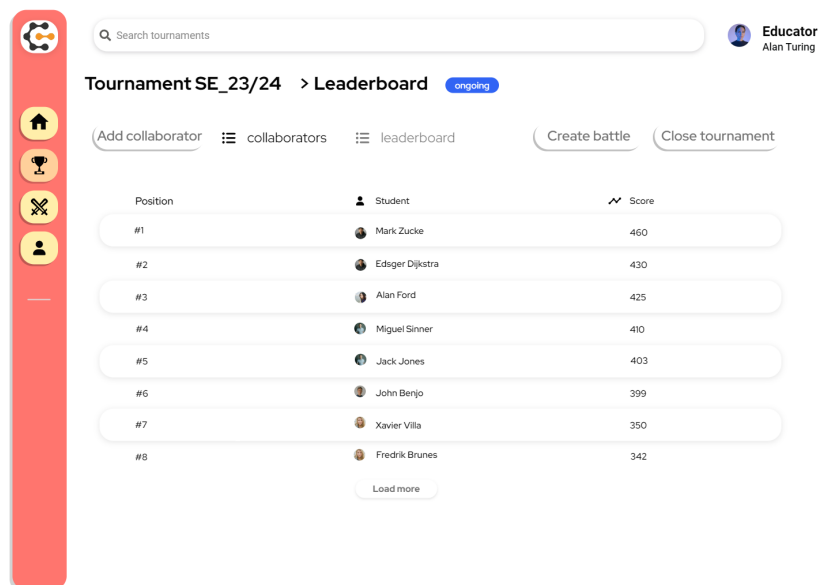 Search tournaments
Educator
Alan Turing
Tournament SE_23/24 > Leaderboard ongoing
Add collaborator collaborators leaderboard Create battle Close tournament
Position Student Score
#1 Mark Zucke 460
#2 Edsger Dijkstra 430
#3 Alan Ford 425
#4 Miguel Sinner 410
#5 Jack Jones 403
#6 John Benjo 399
#7 Xavier Villa 350
#8 Fredrik Brunes 342
Load more